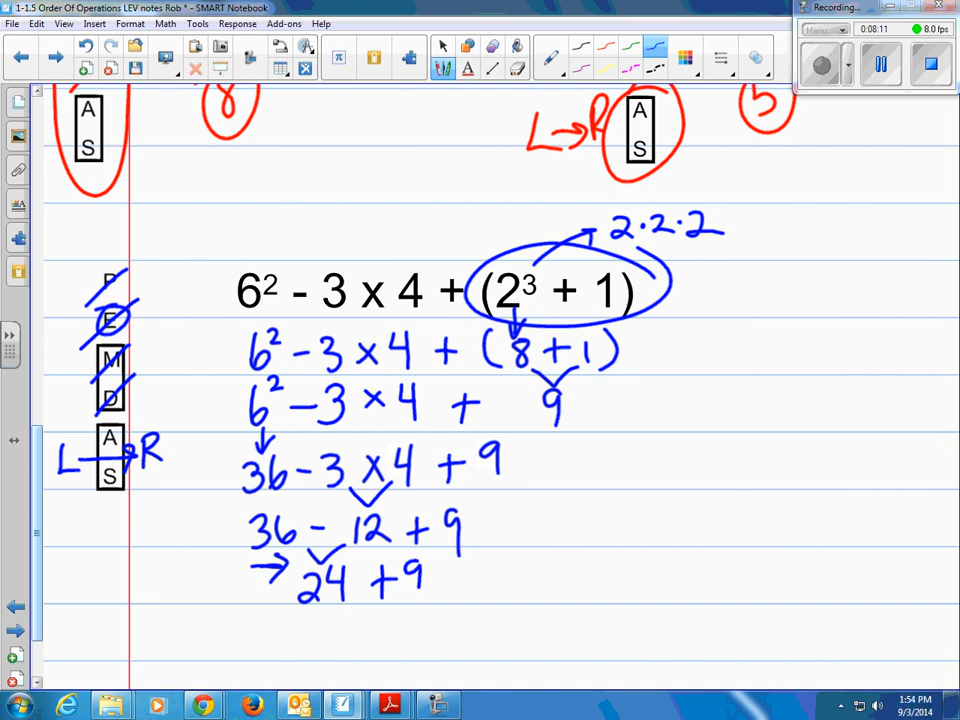 1-1.5 Order Of Operations LEV notes Rob * - SMART Notebook
Recording...
File Edit View Insert Format Math Tools Response Add-ons Help
Menu
0:08:11
8.0 fps
A
S
8
L→R
A
S
5
2·2·2
P
6² - 3 x 4 + (2³ + 1)
E
6² - 3 x 4 + (8 + 1)
M
D
6² - 3 x 4 + 9
A
L→R
S
36 - 3 x 4 + 9
36 - 12 + 9
→ 24 + 9
1:54 PM
9/3/2014